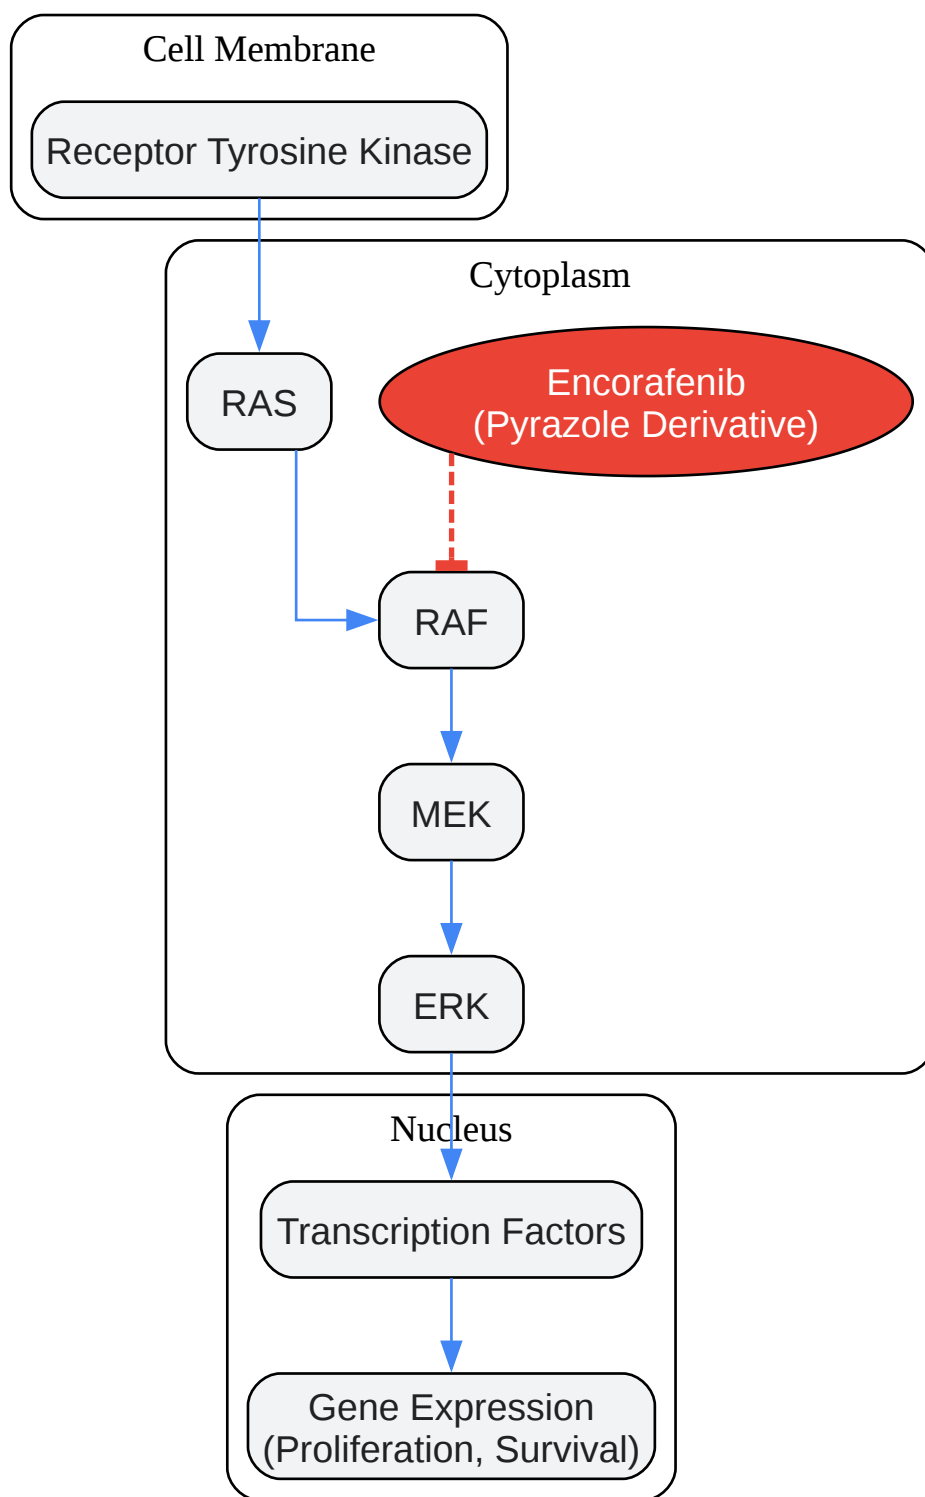 Cell Membrane
Receptor Tyrosine Kinase
Cytoplasm
RAS
Encorafenib
(Pyrazole Derivative)
RAF
MEK
ERK
Nucleus
Transcription Factors
Gene Expression
(Proliferation, Survival)